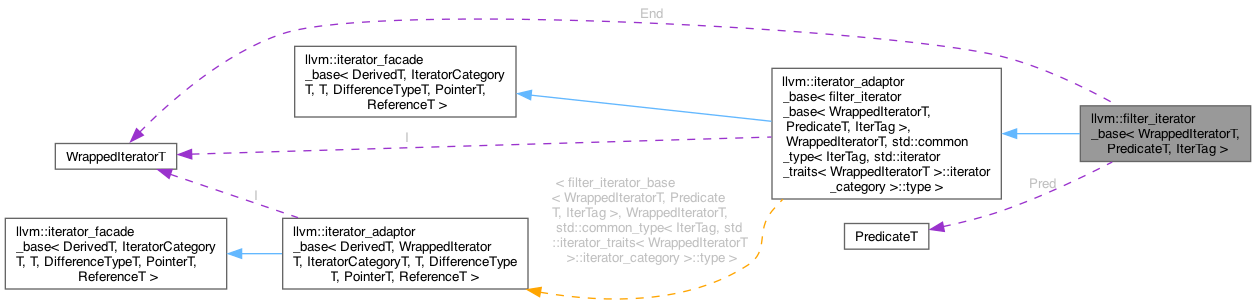 End
llvm::iterator_facade
_base< DerivedT, IteratorCategory
T, T, DifferenceTypeT, PointerT,
ReferenceT >
llvm::iterator_adaptor
_base< filter_iterator
_base< WrappedIteratorT,
PredicateT, IterTag >,
WrappedIteratorT, std::common
_type< IterTag, std::iterator
_traits< WrappedIteratorT >::iterator
_category >::type >
llvm::filter_iterator
_base< WrappedIteratorT,
PredicateT, IterTag >
I
WrappedIteratorT
I
< filter_iterator_base
< WrappedIteratorT, Predicate
T, IterTag >, WrappedIteratorT,
std::common_type< IterTag, std
::iterator_traits< WrappedIteratorT
>::iterator_category >::type >
Pred
PredicateT
llvm::iterator_facade
_base< DerivedT, IteratorCategory
T, T, DifferenceTypeT, PointerT,
ReferenceT >
llvm::iterator_adaptor
_base< DerivedT, WrappedIterator
T, IteratorCategoryT, T, DifferenceType
T, PointerT, ReferenceT >